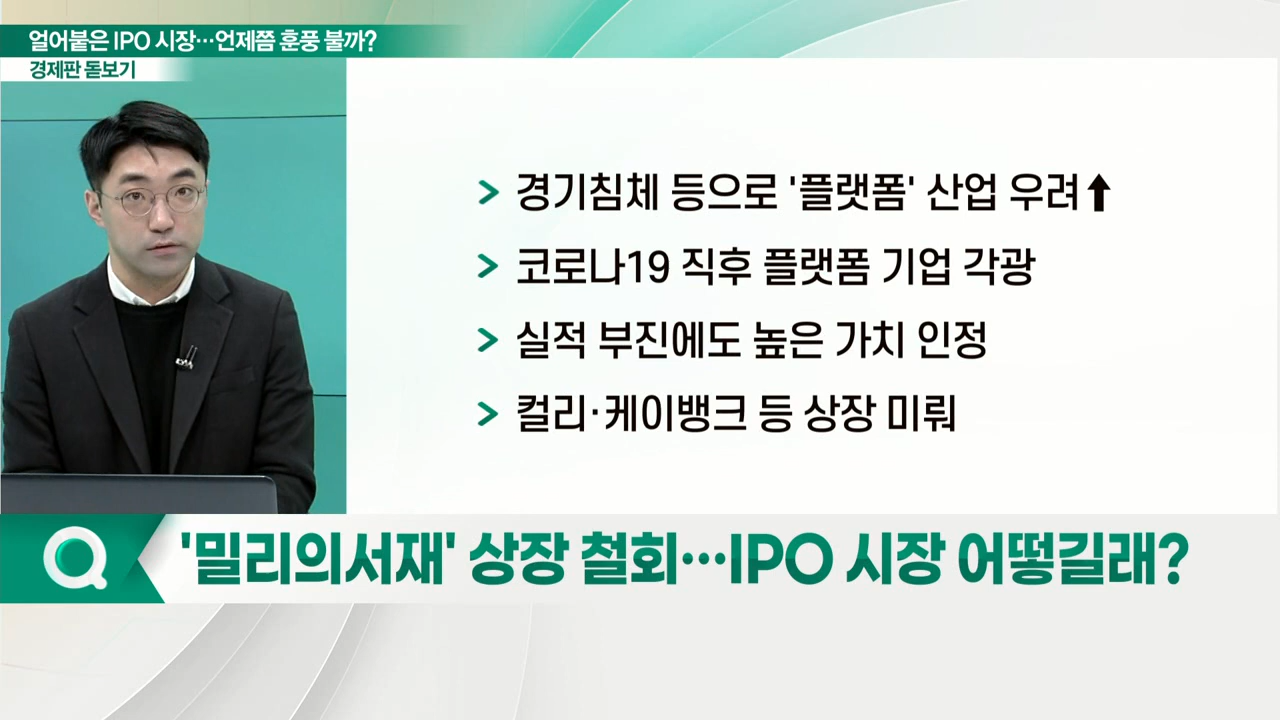 얼어붙은 IPO 시장…언제쯤 훈풍 불까?
경제판 돋보기
> 경기침체 등으로 '플랫폼' 산업 우려⬆
> 코로나19 직후 플랫폼 기업 각광
> 실적 부진에도 높은 가치 인정
> 컬리·케이뱅크 등 상장 미뤄
Q '밀리의서재' 상장 철회…IPO 시장 어떻길래?